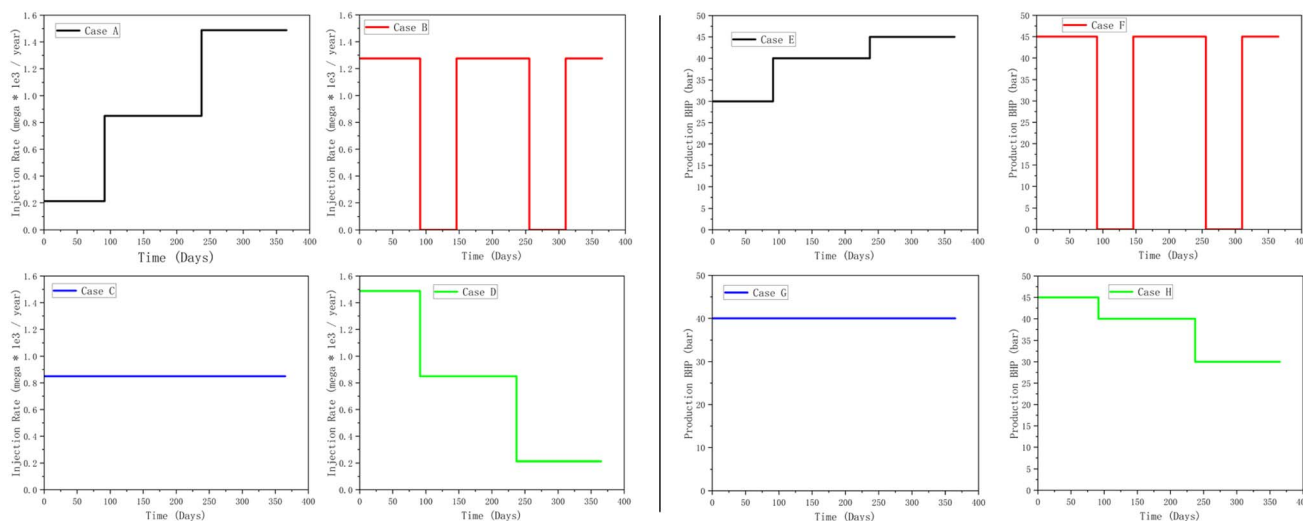 Case A
Injection Rate (mega * 1e3 / year)
1.6
1.4
1.2
1.0
0.8
0.6
0.4
0.2
0.0
0 50 100 150 200 250 300 350 400
Time (Days)
Case B
Injection Rate (mega * 1e3 / year)
1.6
1.4
1.2
1.0
0.8
0.6
0.4
0.2
0.0
0 50 100 150 200 250 300 350 400
Time (Days)
Case E
Production BHP (bar)
50
45
40
35
30
25
20
15
10
5
0
0 50 100 150 200 250 300 350 400
Time (Days)
Case F
Production BHP (bar)
50
45
40
35
30
25
20
15
10
5
0
0 50 100 150 200 250 300 350 400
Time (Days)
Case C
Injection Rate (mega * 1e3 / year)
1.6
1.4
1.2
1.0
0.8
0.6
0.4
0.2
0.0
0 50 100 150 200 250 300 350 400
Time (Days)
Case D
Injection Rate (mega * 1e3 / year)
1.6
1.4
1.2
1.0
0.8
0.6
0.4
0.2
0.0
0 50 100 150 200 250 300 350 400
Time (Days)
Case G
Production BHP (bar)
50
40
30
20
10
0
0 50 100 150 200 250 300 350 400
Time (Days)
Case H
Production BHP (bar)
50
45
40
35
30
25
20
15
10
5
0
0 50 100 150 200 250 300 350 400
Time (Days)